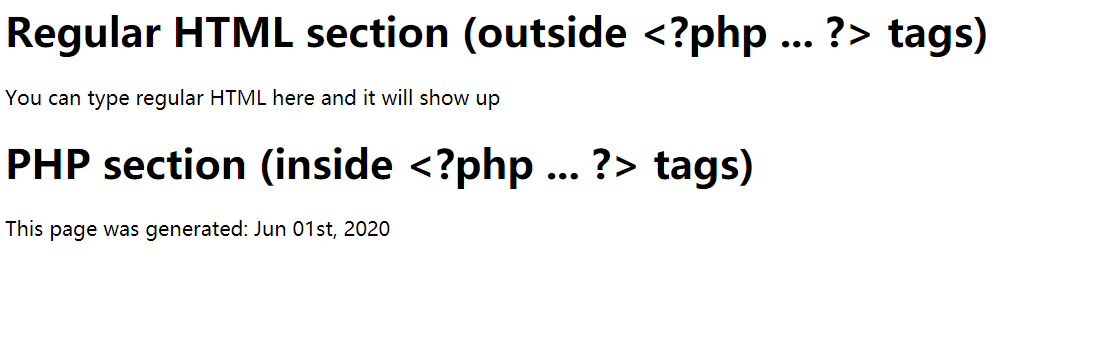 Regular HTML section (outside <?php ... ?> tags)
You can type regular HTML here and it will show up
PHP section (inside <?php ... ?> tags)
This page was generated: Jun 01st, 2020